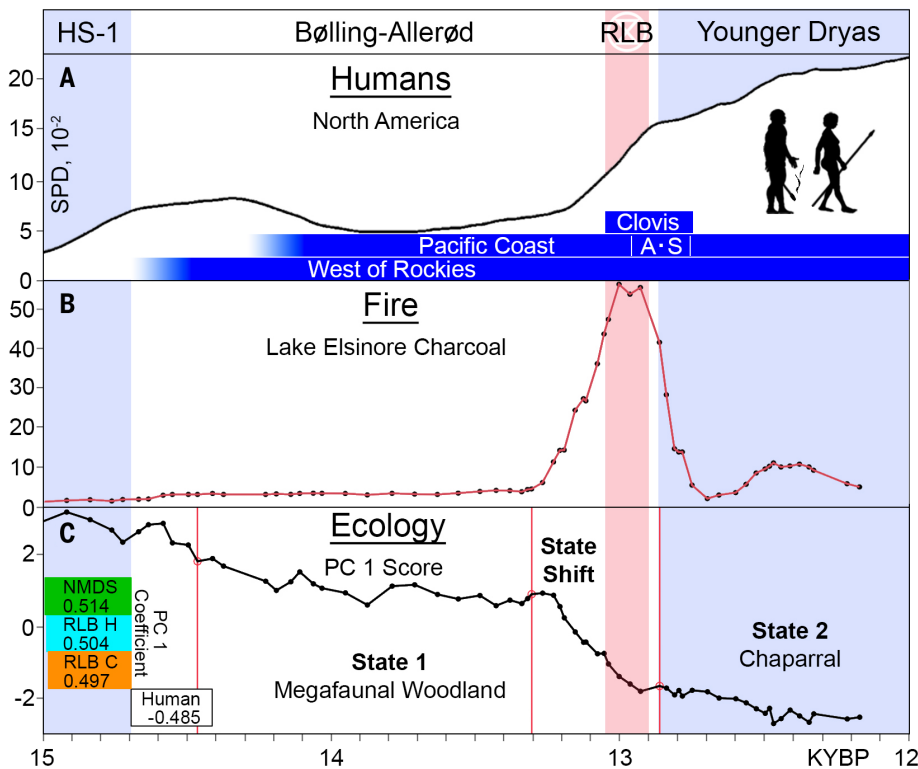 HS-1 Bølling-Allerød RLB Younger Dryas
A
Humans
North America
SPD, 10-2
20
15
10
5
0
Clovis
Pacific Coast A·S
West of Rockies
B
Fire
Lake Elsinore Charcoal
50
40
30
20
10
0
C
Ecology
PC 1 Score
State
Shift
2
0
-2
NMDS
0.514
RLB H
0.504
RLB C
0.497
PC 1
Coefficient
Human
-0.485
State 1
Megafaunal Woodland
State 2
Chaparral
15 14 13 KYBP 12